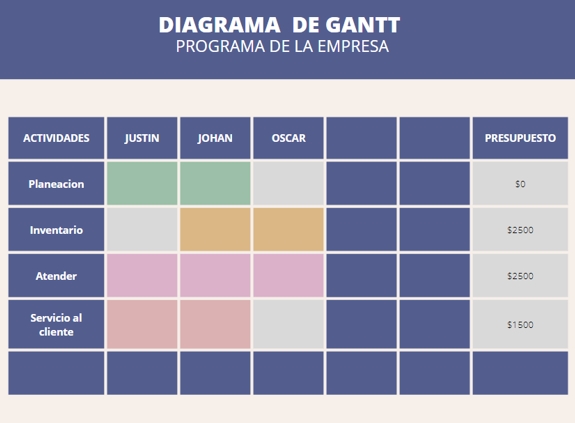 DIAGRAMA DE GANTT
PROGRAMA DE LA EMPRESA
ACTIVIDADES JUSTIN JOHAN OSCAR PRESUPUESTO
Planeacion $0
Inventario $2500
Atender $2500
Servicio al
cliente $1500